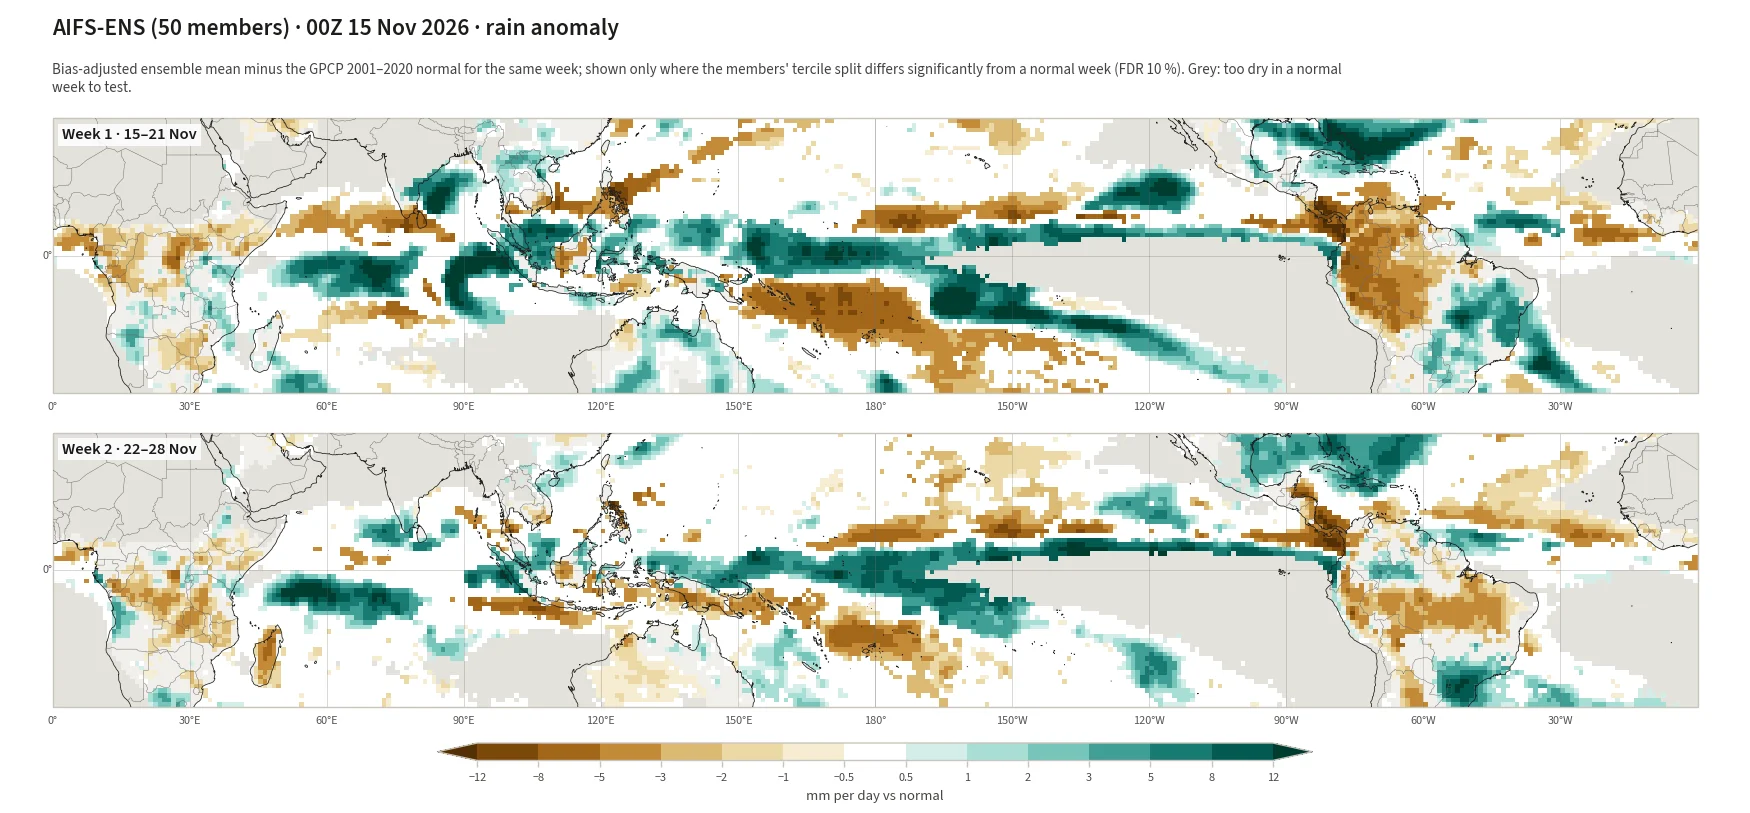 AIFS-ENS (50 members) · 00Z 15 Nov 2026 · rain anomaly
Bias-adjusted ensemble mean minus the GPCP 2001–2020 normal for the same week; shown only where the members' tercile split differs significantly from a normal week (FDR 10 %). Grey: too dry in a normal
week to test.
Week 1 · 15–21 Nov
0°
0° 30°E 60°E 90°E 120°E 150°E 180° 150°W 120°W 90°W 60°W 30°W
Week 2 · 22–28 Nov
0°
0° 30°E 60°E 90°E 120°E 150°E 180° 150°W 120°W 90°W 60°W 30°W
−12 −8 −5 −3 −2 −1 −0.5 0.5 1 2 3 5 8 12
mm per day vs normal